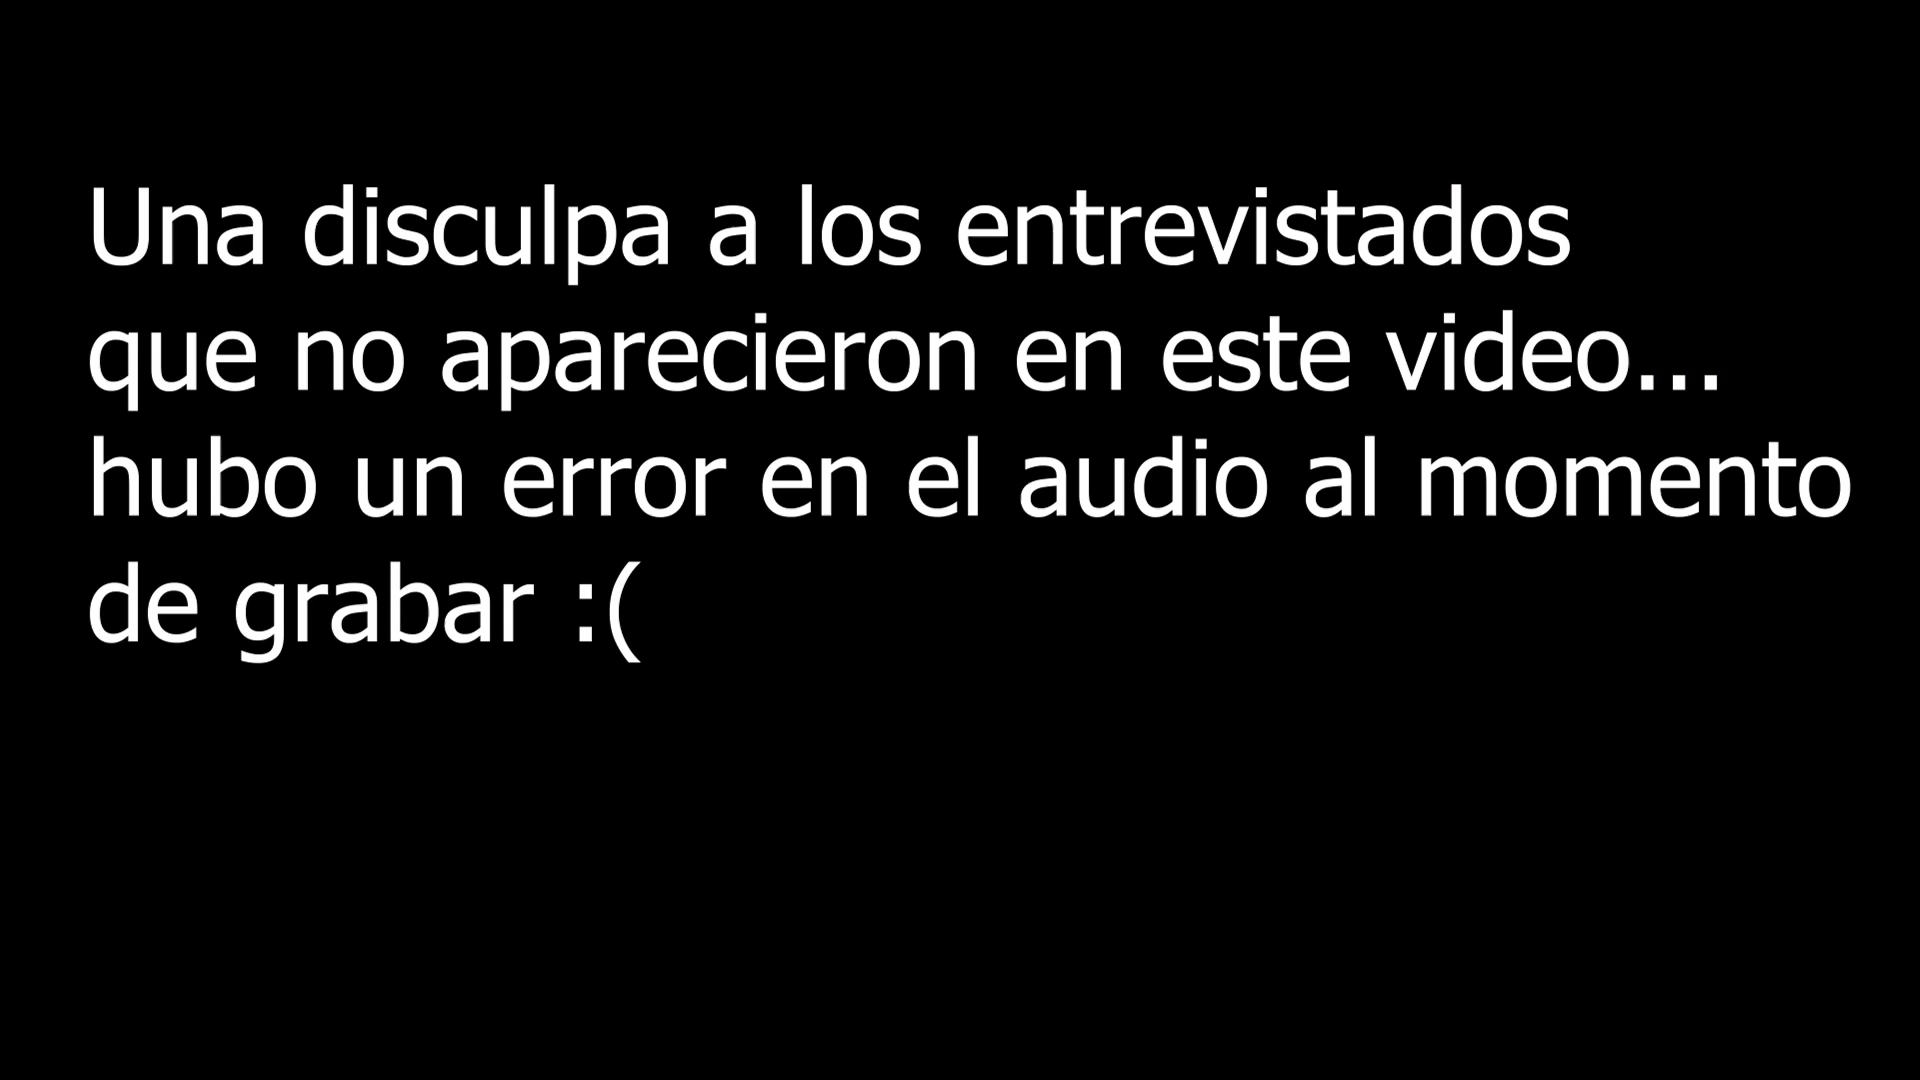 Una disculpa a los entrevistados
que no aparecieron en este video...
hubo un error en el audio al momento
de grabar :(